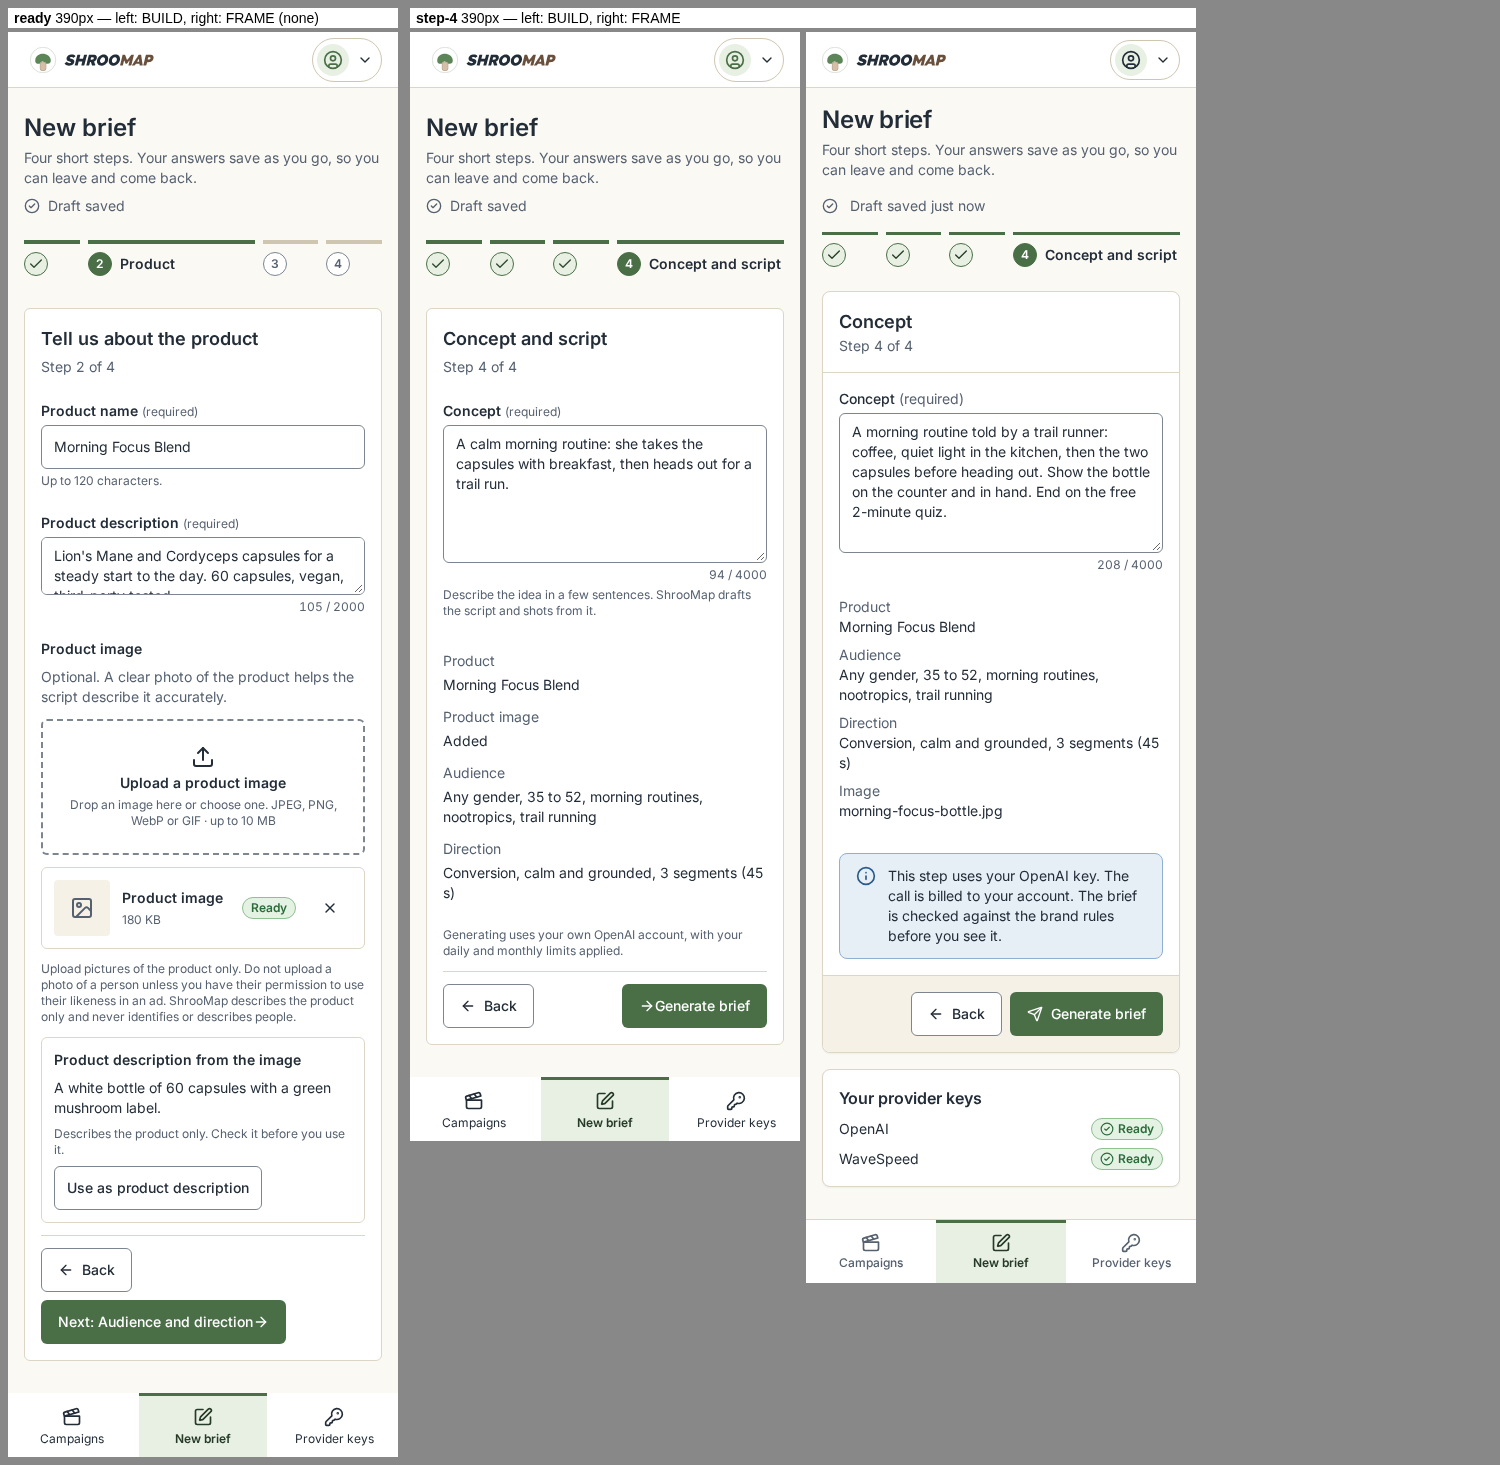 ready 390px — left: BUILD, right: FRAME (none)
SHROOMAP
New brief
Four short steps. Your answers save as you go, so you
can leave and come back.
Draft saved
2 Product 3 4
Tell us about the product
Step 2 of 4
Product name (required)
Morning Focus Blend
Up to 120 characters.
Product description (required)
Lion's Mane and Cordyceps capsules for a
steady start to the day. 60 capsules, vegan,
105 / 2000
Product image
Optional. A clear photo of the product helps the
script describe it accurately.
Upload a product image
Drop an image here or choose one. JPEG, PNG,
WebP or GIF · up to 10 MB
Product image
180 KB
Ready
Upload pictures of the product only. Do not upload a
photo of a person unless you have their permission to use
their likeness in an ad. ShrooMap describes the product
only and never identifies or describes people.
Product description from the image
A white bottle of 60 capsules with a green
mushroom label.
Describes the product only. Check it before you use
it.
Use as product description
Back
Next: Audience and direction
Campaigns New brief Provider keys
step-4 390px — left: BUILD, right: FRAME
SHROOMAP
New brief
Four short steps. Your answers save as you go, so you
can leave and come back.
Draft saved
4 Concept and script
Concept and script
Step 4 of 4
Concept (required)
A calm morning routine: she takes the
capsules with breakfast, then heads out for a
trail run.
94 / 4000
Describe the idea in a few sentences. ShrooMap drafts
the script and shots from it.
Product
Morning Focus Blend
Product image
Added
Audience
Any gender, 35 to 52, morning routines,
nootropics, trail running
Direction
Conversion, calm and grounded, 3 segments (45
s)
Generating uses your own OpenAI account, with your
daily and monthly limits applied.
Back
Generate brief
Campaigns New brief Provider keys
SHROOMAP
New brief
Four short steps. Your answers save as you go, so you
can leave and come back.
Draft saved just now
4 Concept and script
Concept
Step 4 of 4
Concept (required)
A morning routine told by a trail runner:
coffee, quiet light in the kitchen, then the two
capsules before heading out. Show the bottle
on the counter and in hand. End on the free
2-minute quiz.
208 / 4000
Product
Morning Focus Blend
Audience
Any gender, 35 to 52, morning routines,
nootropics, trail running
Direction
Conversion, calm and grounded, 3 segments (45
s)
Image
morning-focus-bottle.jpg
This step uses your OpenAI key. The
call is billed to your account. The brief
is checked against the brand rules
before you see it.
Back
Generate brief
Your provider keys
OpenAI Ready
WaveSpeed Ready
Campaigns New brief Provider keys